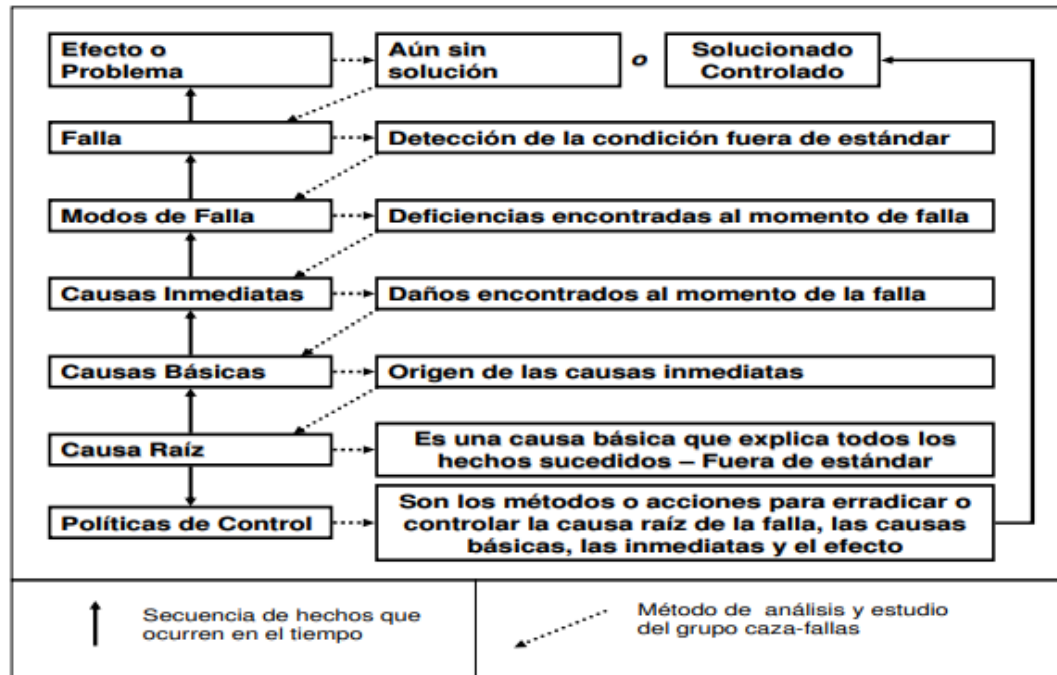 Efecto o
Problema
Aún sin
solución
o
Solucionado
Controlado
Falla
Detección de la condición fuera de estándar
Modos de Falla
Deficiencias encontradas al momento de falla
Causas Inmediatas
Daños encontrados al momento de la falla
Causas Básicas
Origen de las causas inmediatas
Causa Raíz
Es una causa básica que explica todos los
hechos sucedidos – Fuera de estándar
Políticas de Control
Son los métodos o acciones para erradicar o
controlar la causa raíz de la falla, las causas
básicas, las inmediatas y el efecto
Secuencia de hechos que
ocurren en el tiempo
Método de análisis y estudio
del grupo caza-fallas